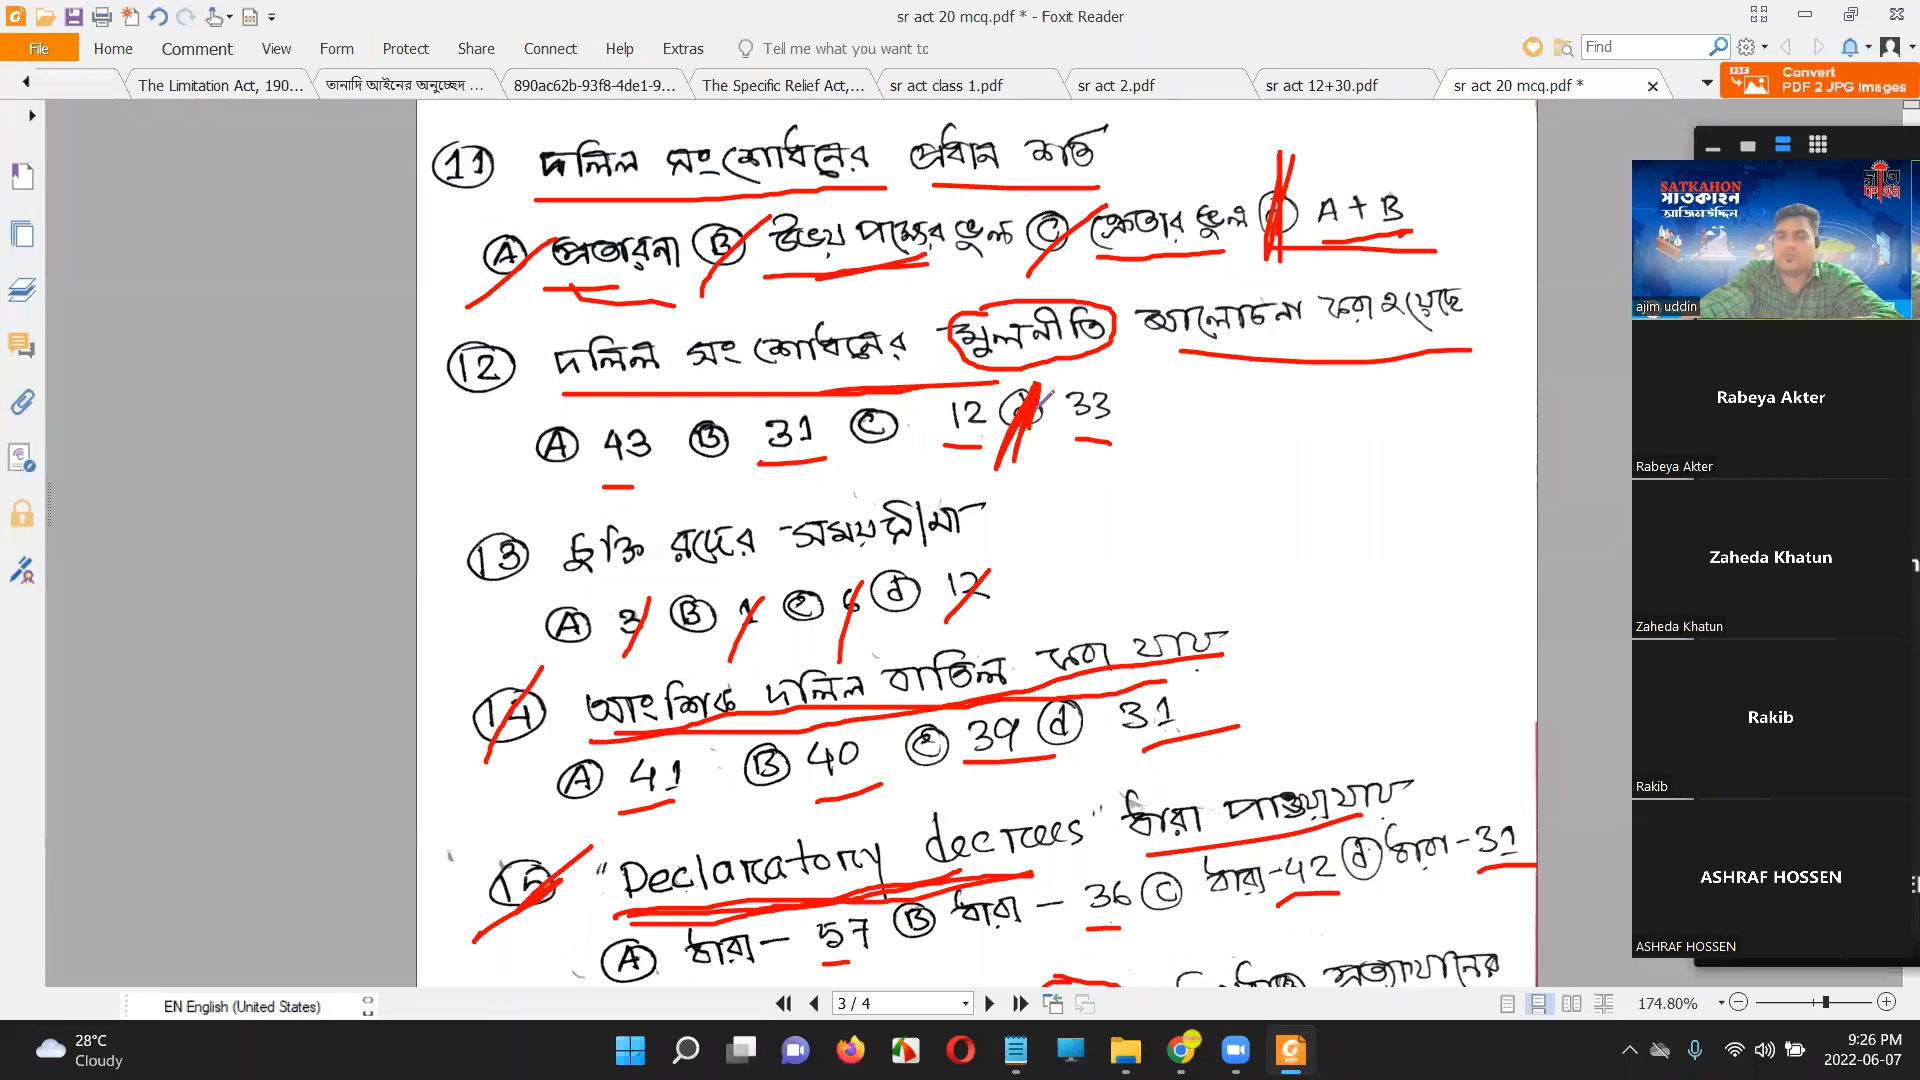 sr act 20 mcq.pdf * - Foxit Reader
File Home Comment View Form Protect Share Connect Help Extras Tell me what you want to Find
The Limitation Act, 190... তানাদি আইনের অনুচ্ছেদ ... 890ac62b-93f8-4de1-9... The Specific Relief Act,... sr act class 1.pdf sr act 2.pdf sr act 12+30.pdf sr act 20 mcq.pdf *
Convert
PDF 2 JPG Images
11 দলিল সংশোধনের প্রধান শর্ত
A প্রতারনা B উভয় পক্ষের ভুল C ক্রেতার ভুল d A + B
12 দলিল সংশোধনের মুলনীতি আলোচনা করা হয়েছে
A 43 B 31 C 12 d 33
13 চুক্তি রদের সময়সীমা
A 3 B 1 C 6 d 12
14 আংশিক দলিল বাতিল করা যায়
A 41 B 40 C 39 d 31
15 "Declaratory decrees" ধারা পাওয়া যায়
A ধারা - 57 B ধারা - 36 C ধারা - 42 d ধারা - 31
SATKAHON
সাতকাহন
আজিমউদ্দিন
ajim uddin
Rabeya Akter
Rabeya Akter
Zaheda Khatun
Zaheda Khatun
Rakib
Rakib
ASHRAF HOSSEN
ASHRAF HOSSEN
EN English (United States)
3 / 4
174.80%
28°C
Cloudy
9:26 PM
2022-06-07